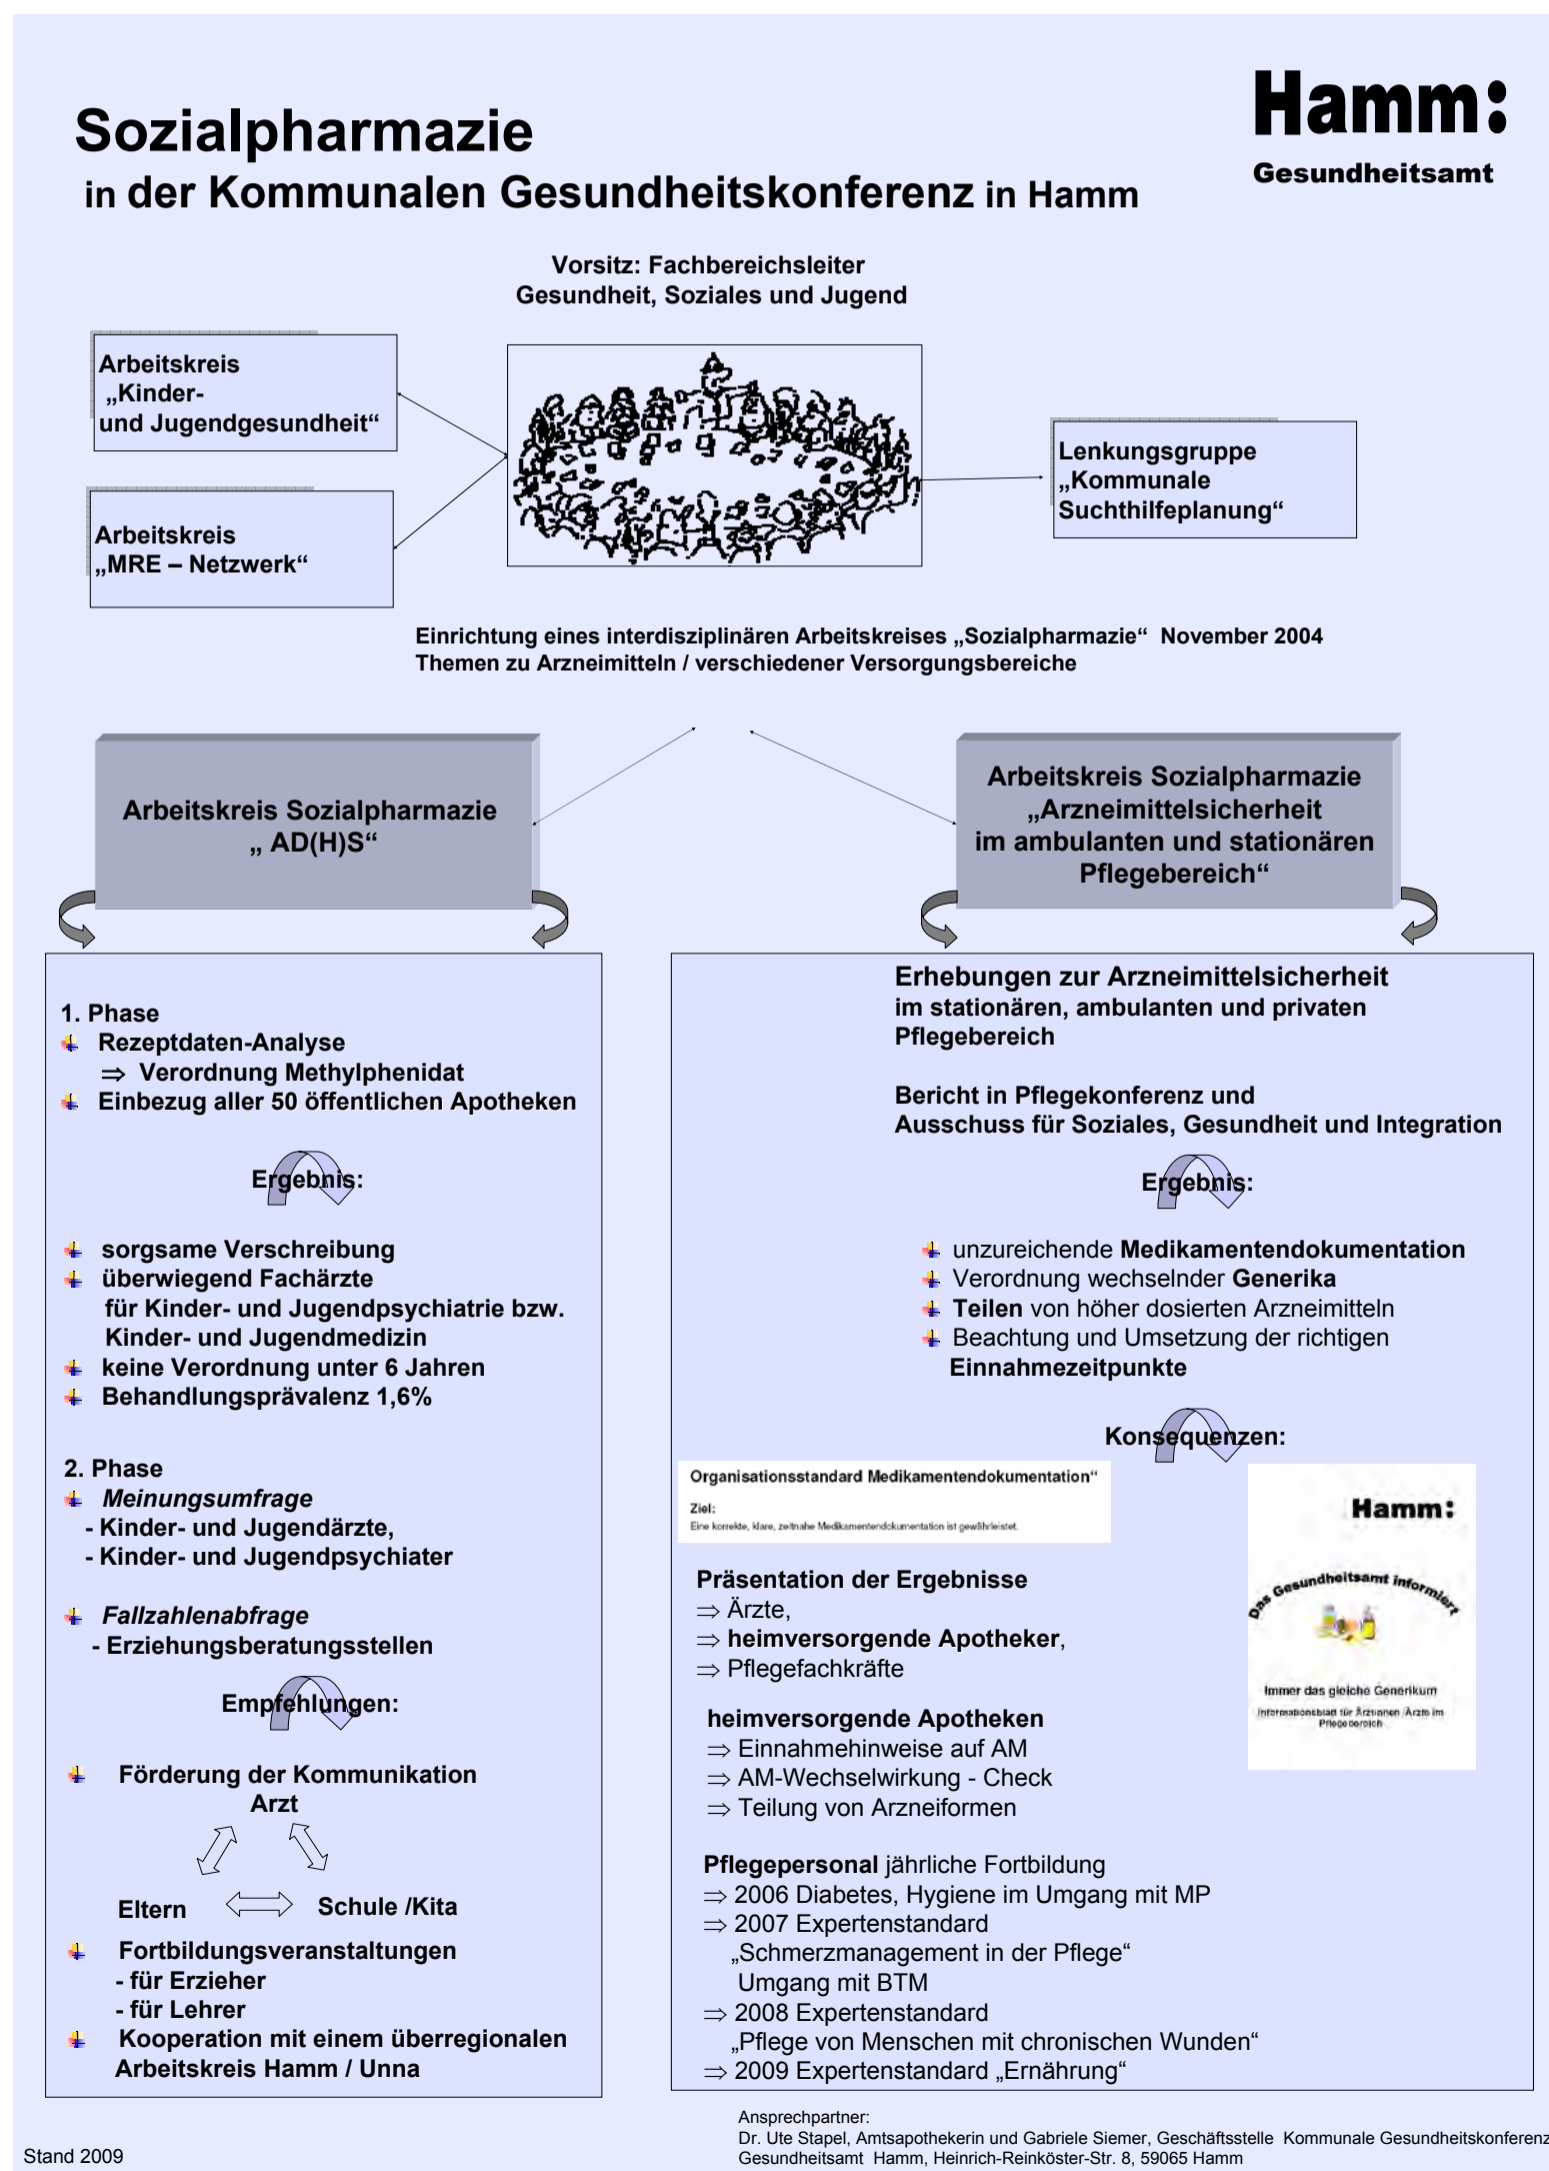 Hamm:
Gesundheitsamt
Sozialpharmazie
in der Kommunalen Gesundheitskonferenz in Hamm
Vorsitz: Fachbereichsleiter
Gesundheit, Soziales und Jugend
Arbeitskreis
„Kinder-
und Jugendgesundheit“
Arbeitskreis
„MRE – Netzwerk“
Lenkungsgruppe
„Kommunale
Suchthilfeplanung“
Einrichtung eines interdisziplinären Arbeitskreises „Sozialpharmazie“ November 2004
Themen zu Arzneimitteln / verschiedener Versorgungsbereiche
Arbeitskreis Sozialpharmazie
„ AD(H)S“
Arbeitskreis Sozialpharmazie
„Arzneimittelsicherheit
im ambulanten und stationären
Pflegebereich“
1. Phase
Rezeptdaten-Analyse
⇒ Verordnung Methylphenidat
Einbezug aller 50 öffentlichen Apotheken
Ergebnis:
sorgsame Verschreibung
überwiegend Fachärzte
für Kinder- und Jugendpsychiatrie bzw.
Kinder- und Jugendmedizin
keine Verordnung unter 6 Jahren
Behandlungsprävalenz 1,6%
2. Phase
Meinungsumfrage
- Kinder- und Jugendärzte,
- Kinder- und Jugendpsychiater
Fallzahlenabfrage
- Erziehungsberatungsstellen
Empfehlungen:
Förderung der Kommunikation
Arzt
Eltern
Schule /Kita
Fortbildungsveranstaltungen
- für Erzieher
- für Lehrer
Kooperation mit einem überregionalen
Arbeitskreis Hamm / Unna
Erhebungen zur Arzneimittelsicherheit
im stationären, ambulanten und privaten
Pflegebereich
Bericht in Pflegekonferenz und
Ausschuss für Soziales, Gesundheit und Integration
Ergebnis:
unzureichende Medikamentendokumentation
Verordnung wechselnder Generika
Teilen von höher dosierten Arzneimitteln
Beachtung und Umsetzung der richtigen
Einnahmezeitpunkte
Konsequenzen:
Organisationsstandard Medikamentendokumentation“
Ziel:
Eine korrekte, klare, zeitnahe Medikamentendokumentation ist gewährleistet.
Hamm:
Das Gesundheitsamt informiert
Immer das gleiche Generikum
Informationsblatt für Ärztinnen /Ärzte im
Pflegebereich
Präsentation der Ergebnisse
⇒ Ärzte,
⇒ heimversorgende Apotheker,
⇒ Pflegefachkräfte
heimversorgende Apotheken
⇒ Einnahmehinweise auf AM
⇒ AM-Wechselwirkung - Check
⇒ Teilung von Arzneiformen
Pflegepersonal jährliche Fortbildung
⇒ 2006 Diabetes, Hygiene im Umgang mit MP
⇒ 2007 Expertenstandard
„Schmerzmanagement in der Pflege“
Umgang mit BTM
⇒ 2008 Expertenstandard
„Pflege von Menschen mit chronischen Wunden“
⇒ 2009 Expertenstandard „Ernährung“
Ansprechpartner:
Dr. Ute Stapel, Amtsapothekerin und Gabriele Siemer, Geschäftsstelle Kommunale Gesundheitskonferenz
Gesundheitsamt Hamm, Heinrich-Reinköster-Str. 8, 59065 Hamm
Stand 2009